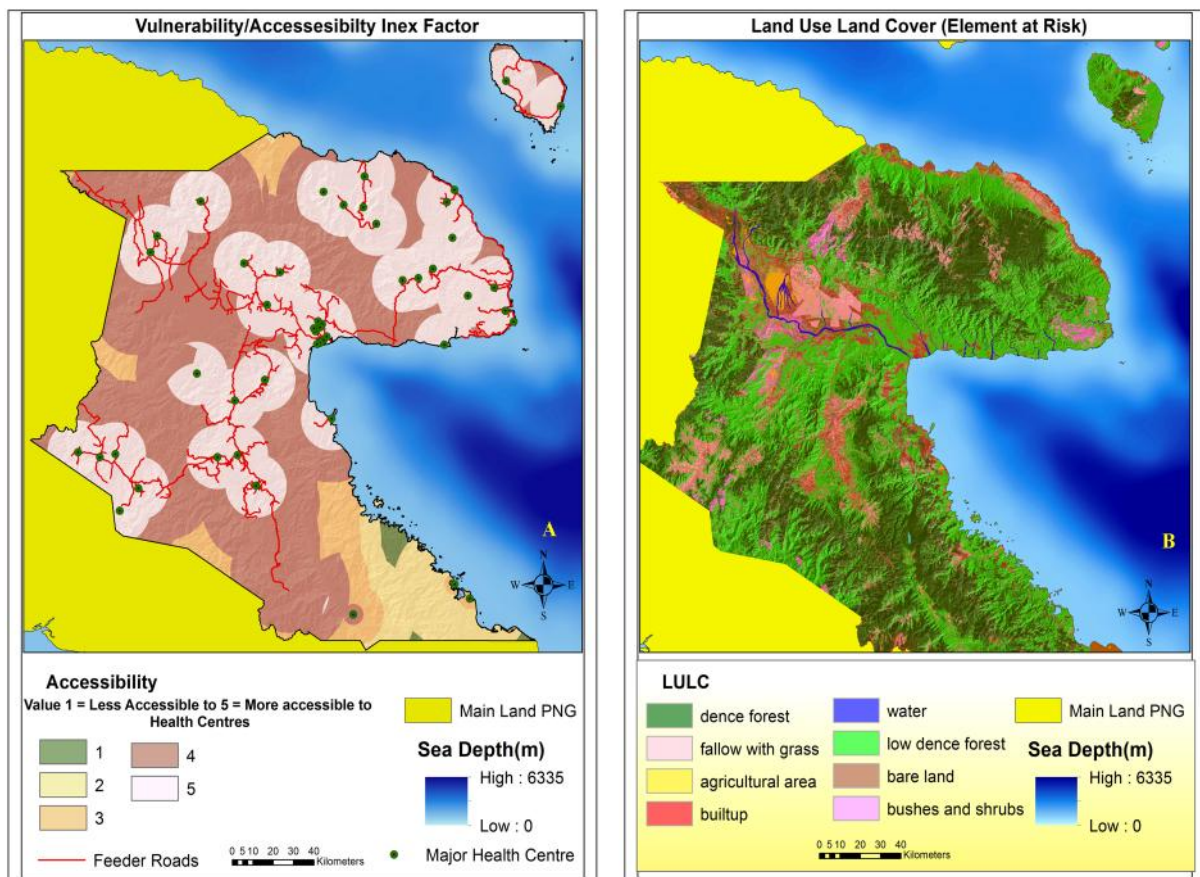 Vulnerability/Accessesibilty Inex Factor
A
N
W E
S
Accessibility
Value 1 = Less Accessible to 5 = More accessible to
Health Centres
1
2
3
4
5
Main Land PNG
Sea Depth(m)
High : 6335
Low : 0
Feeder Roads
0 5 10 20 30 40
Kilometers
Major Health Centre
Land Use Land Cover (Element at Risk)
B
N
W E
S
LULC
dence forest
fallow with grass
agricultural area
builtup
water
low dence forest
bare land
bushes and shrubs
Main Land PNG
Sea Depth(m)
High : 6335
Low : 0
0 5 10 20 30 40
Kilometers